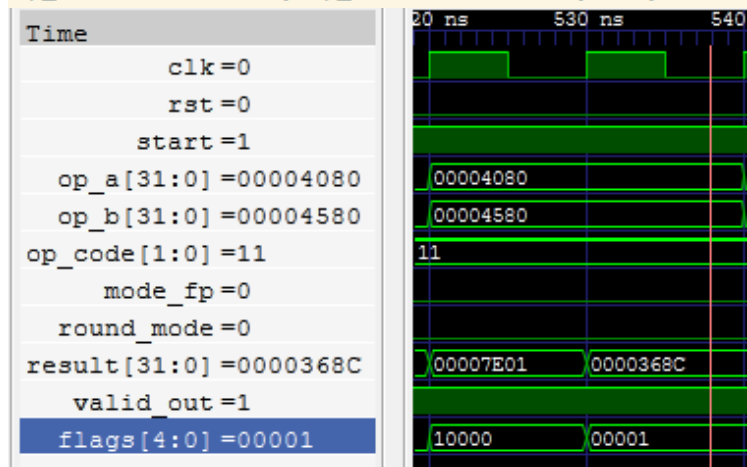 20 ns 530 ns 540
Time
clk=0
rst=0
start=1
op_a[31:0]=00004080 00004080
op_b[31:0]=00004580 00004580
op_code[1:0]=11 11
mode_fp=0
round_mode=0
result[31:0]=0000368C 00007E01 0000368C
valid_out=1
flags[4:0]=00001 10000 00001